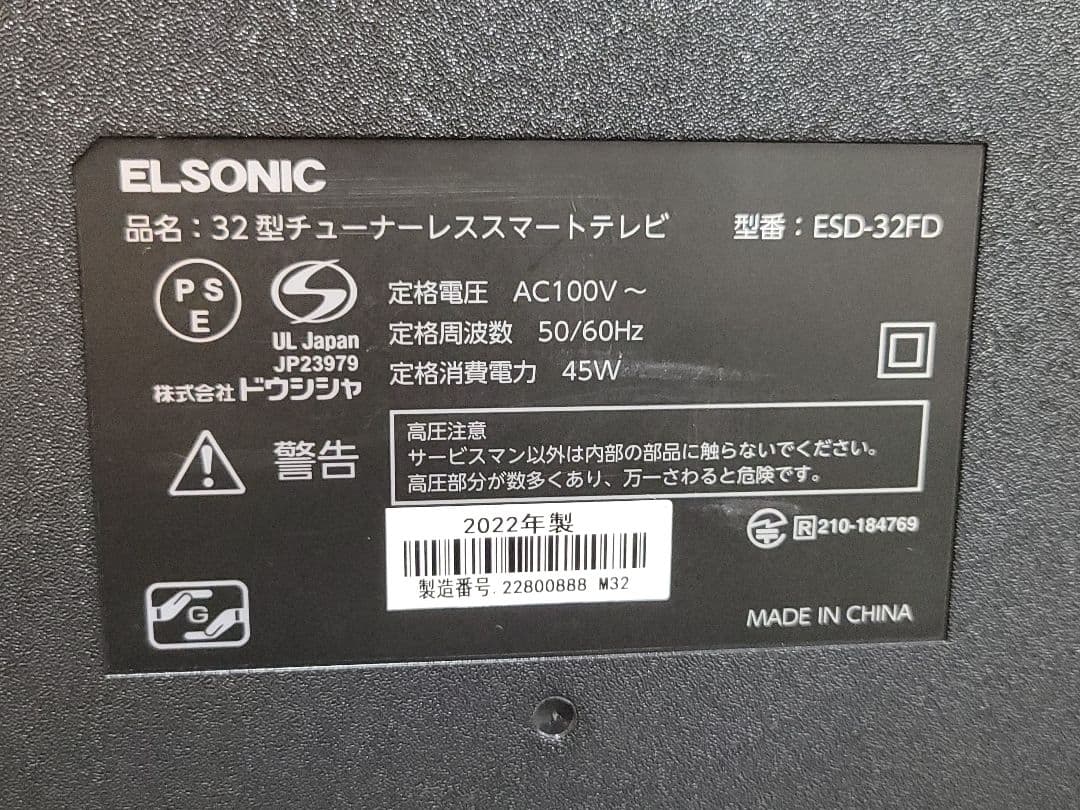 ELSONIC
品名：32型チューナーレススマートテレビ 型番：ESD-32FD
PS
E
UL Japan
JP23979
株式会社ドウシシャ
定格電圧 AC100V～
定格周波数 50/60Hz
定格消費電力 45W
警告
高圧注意
サービスマン以外は内部の部品に触らないでください。
高圧部分が数多くあり、万一さわると危険です。
2022年製
製造番号.22800888 M32
R 210-184769
G
MADE IN CHINA